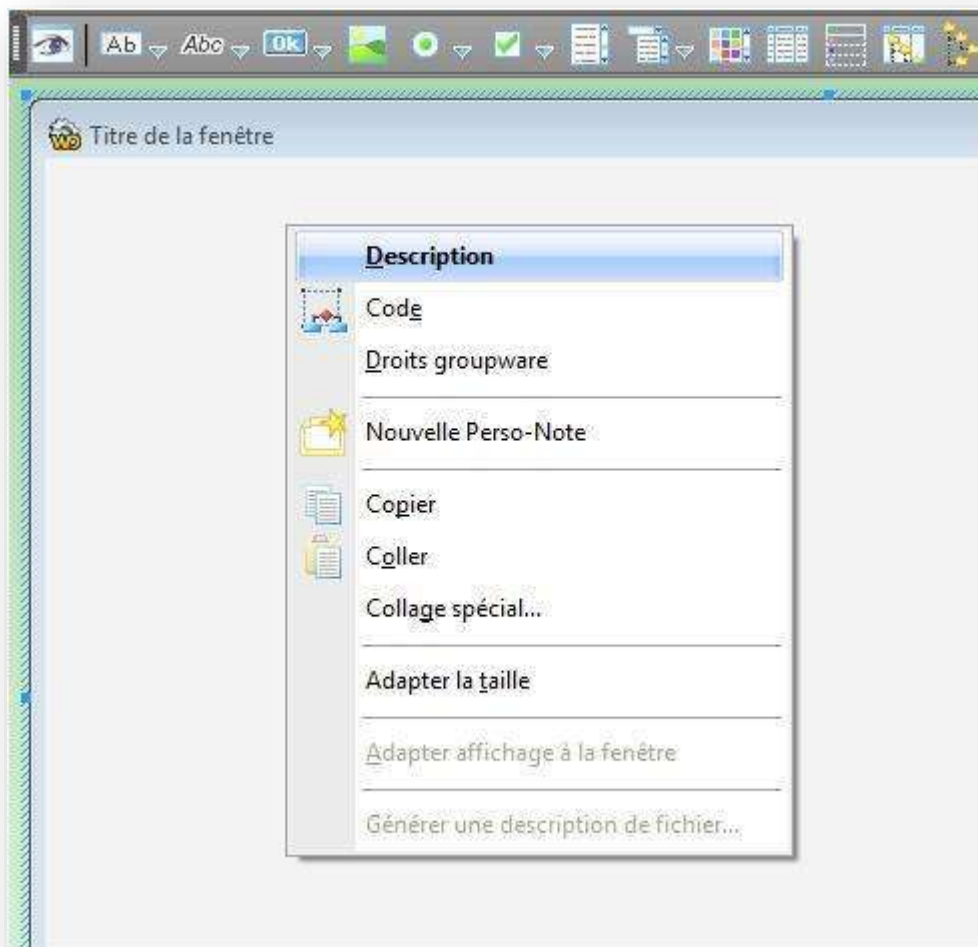 Ab Abc Ok
WD Titre de la fenêtre
Description
Code
Droits groupware
Nouvelle Perso-Note
Copier
Coller
Collage spécial...
Adapter la taille
Adapter affichage à la fenêtre
Générer une description de fichier...